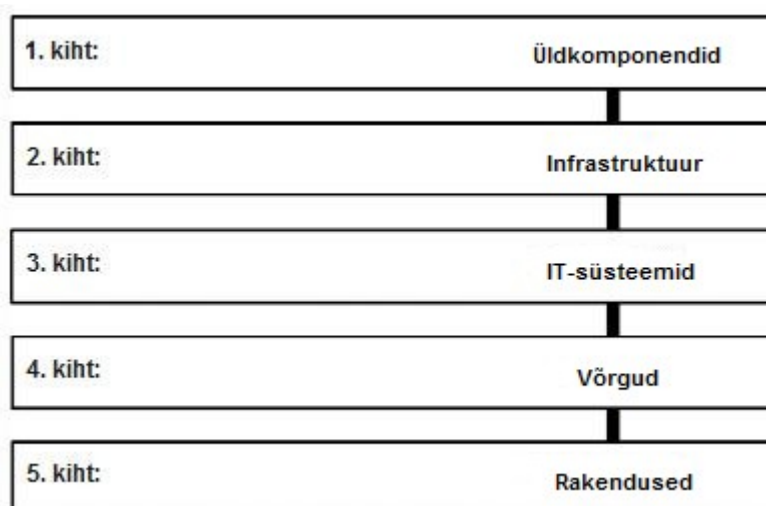 1. kiht: Üldkomponendid
2. kiht: Infrastruktuur
3. kiht: IT-süsteemid
4. kiht: Võrgud
5. kiht: Rakendused